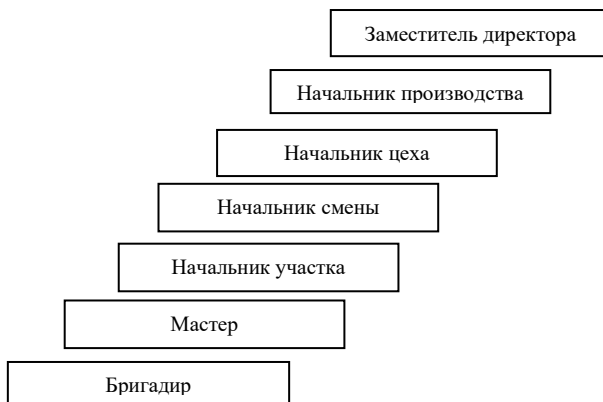 Заместитель директора
Начальник производства
Начальник цеха
Начальник смены
Начальник участка
Мастер
Бригадир